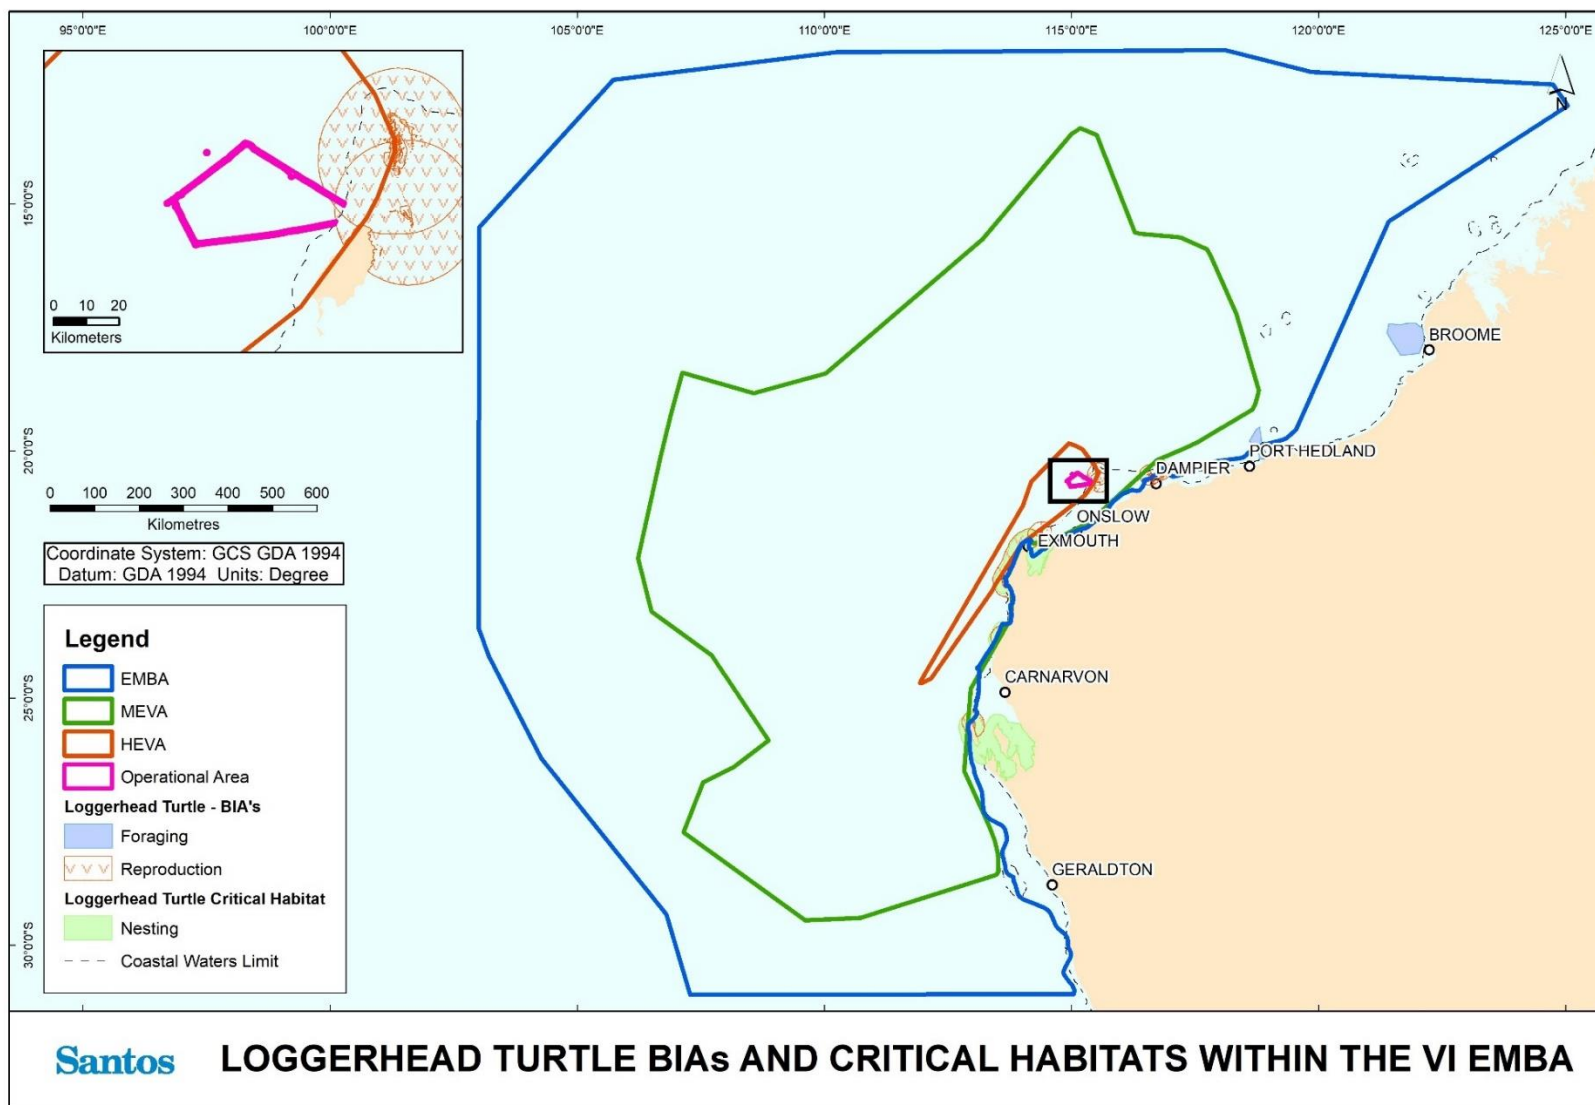 95°0'0"E 100°0'0"E 105°0'0"E 110°0'0"E 115°0'0"E 120°0'0"E 125°0'0"E
N
15°0'0"S
0 10 20
Kilometers
BROOME
20°0'0"S
PORT HEDLAND
DAMPIER
ONSLOW
EXMOUTH
0 100 200 300 400 500 600
Kilometres
Coordinate System: GCS GDA 1994
Datum: GDA 1994 Units: Degree
25°0'0"S
CARNARVON
GERALDTON
30°0'0"S
Legend
EMBA
MEVA
HEVA
Operational Area
Loggerhead Turtle - BIA's
Foraging
Reproduction
Loggerhead Turtle Critical Habitat
Nesting
Coastal Waters Limit
Santos
LOGGERHEAD TURTLE BIAs AND CRITICAL HABITATS WITHIN THE VI EMBA